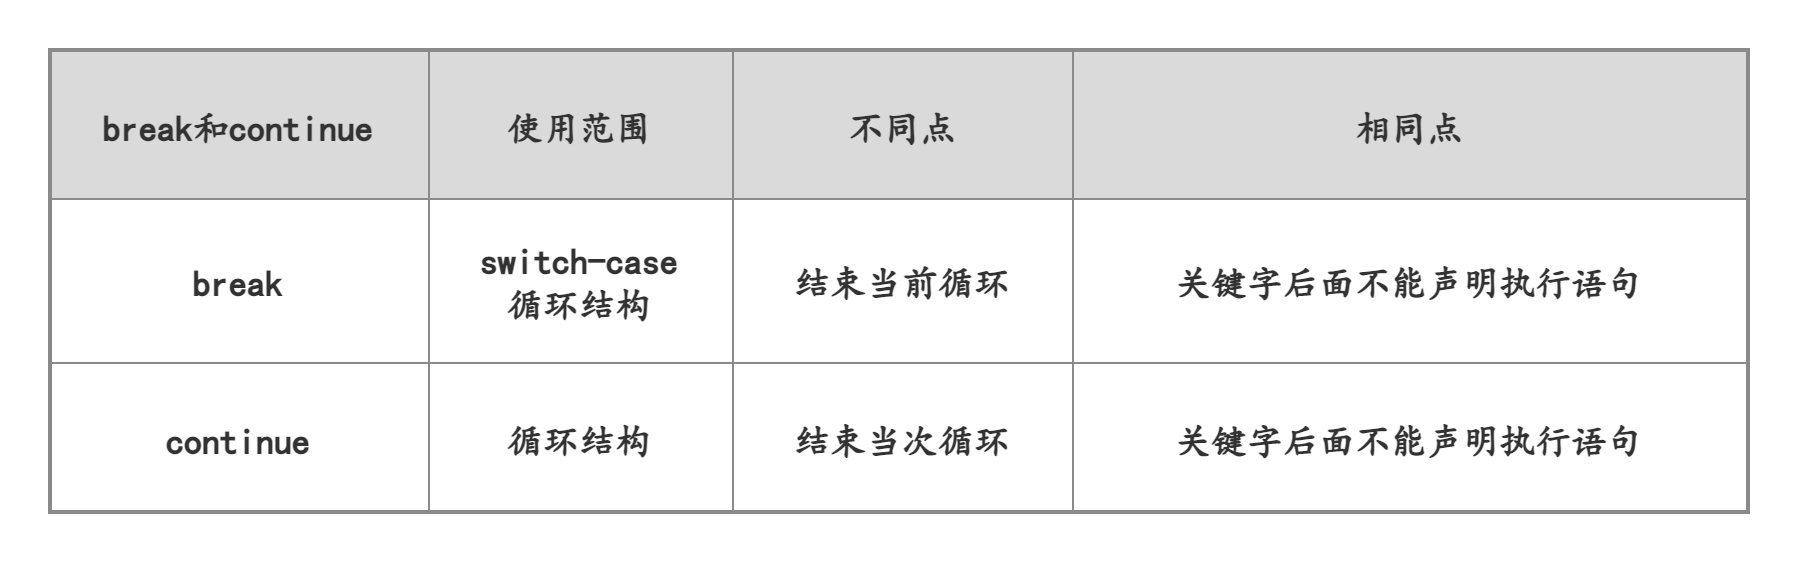 break和continue
使用范围
不同点
相同点
break
switch-case
循环结构
结束当前循环
关键字后面不能声明执行语句
continue
循环结构
结束当次循环
关键字后面不能声明执行语句